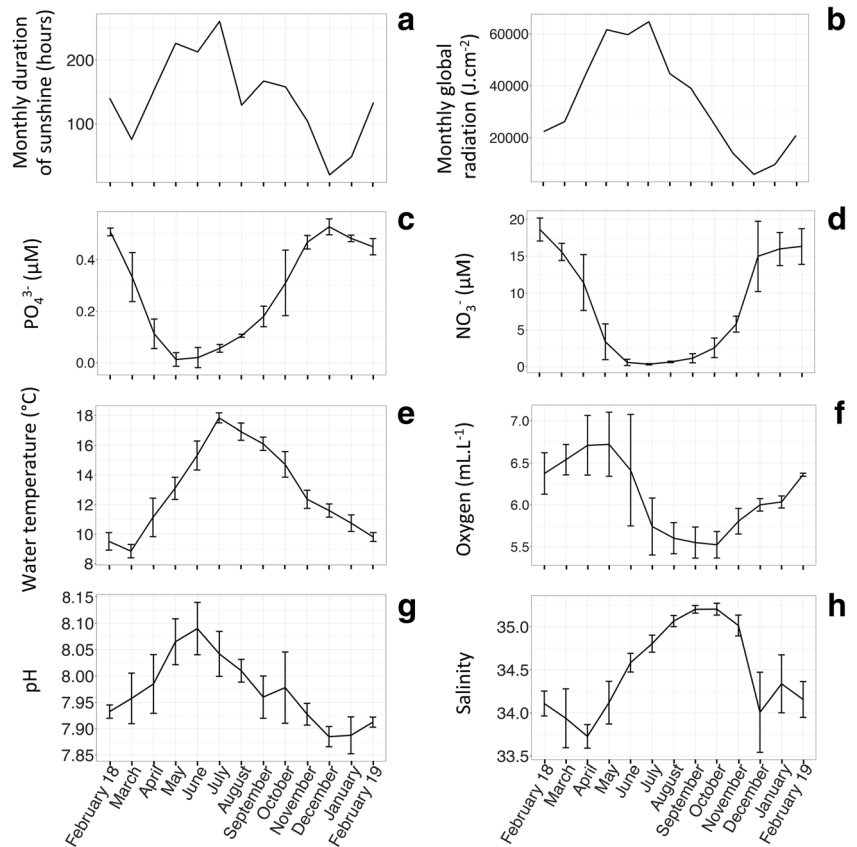 a
Monthly duration
of sunshine (hours)
200
100
b
Monthly global
radiation (J.cm⁻²)
60000
40000
20000
c
PO₄³⁻ (µM)
0.4
0.2
0.0
d
NO₃⁻ (µM)
20
15
10
5
0
e
Water temperature (°C)
18
16
14
12
10
8
f
Oxygen (mL.L⁻¹)
7.0
6.5
6.0
5.5
g
pH
8.15
8.10
8.05
8.00
7.95
7.90
7.85
February 18
March
April
May
June
July
August
September
October
November
December
January
February 19
h
Salinity
35.0
34.5
34.0
33.5
February 18
March
April
May
June
July
August
September
October
November
December
January
February 19